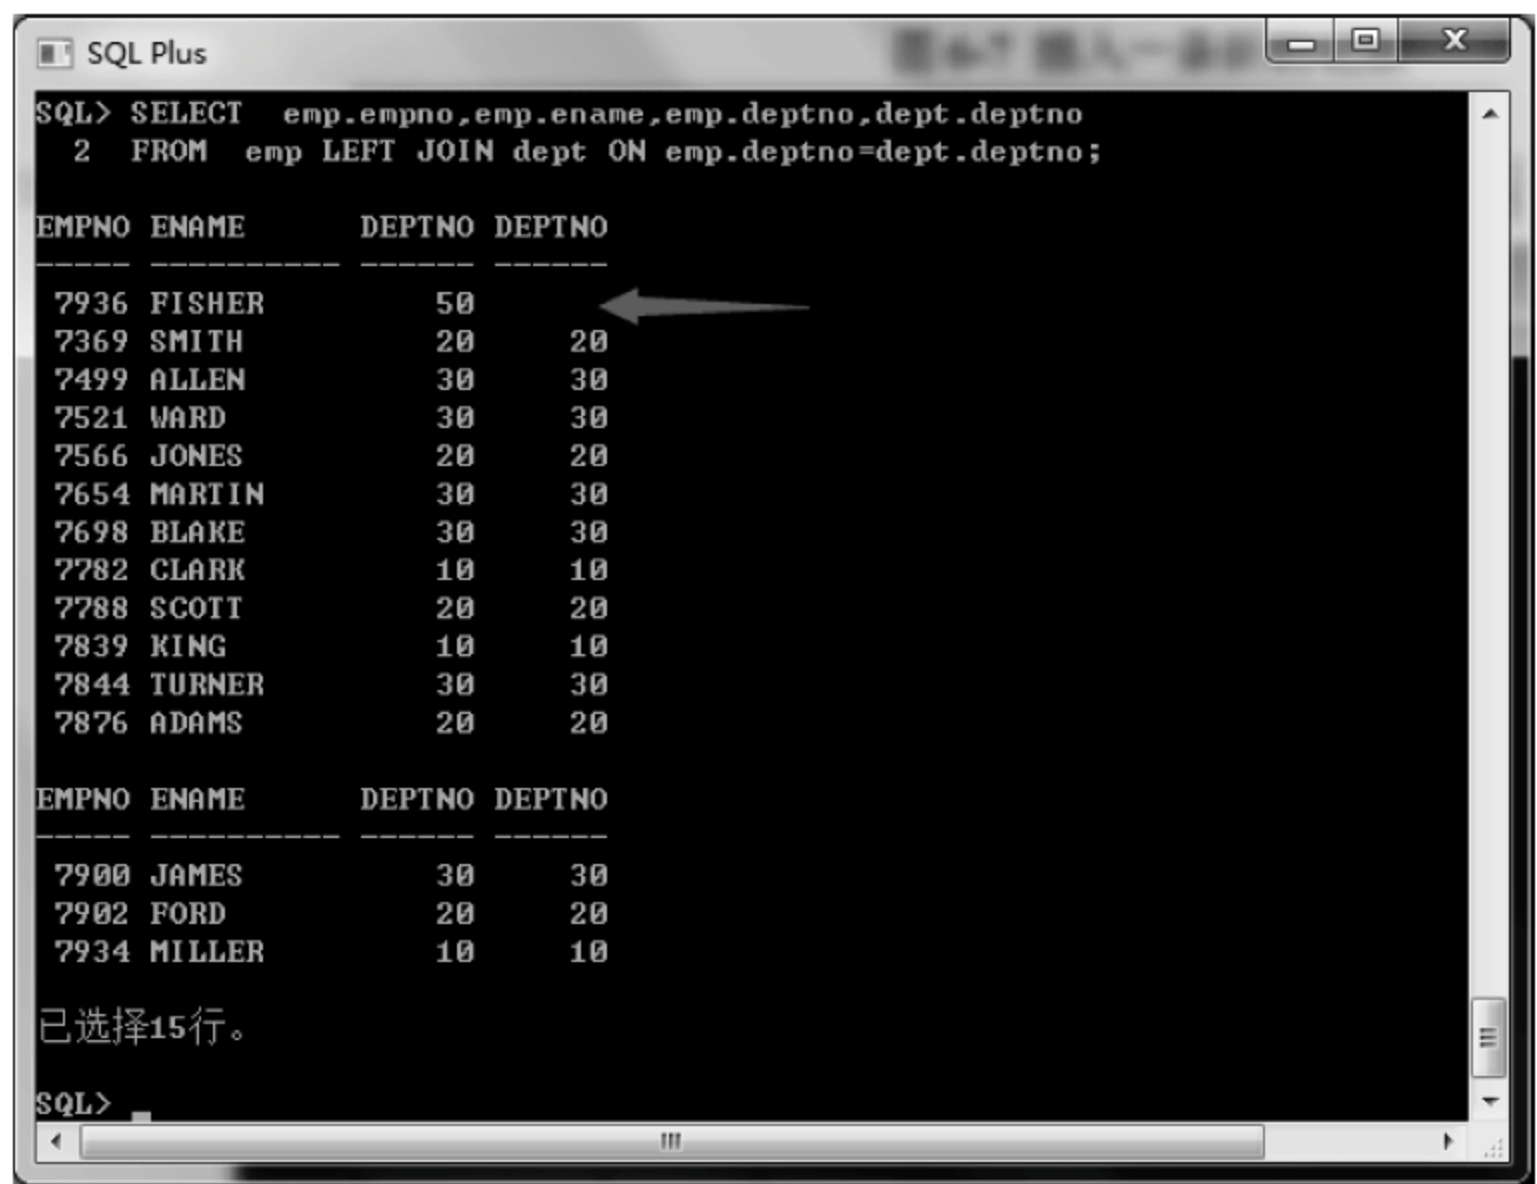 SQL Plus
SQL> SELECT  emp.empno,emp.ename,emp.deptno,dept.deptno
  2  FROM  emp LEFT JOIN dept ON emp.deptno=dept.deptno;
EMPNO ENAME      DEPTNO DEPTNO
----- ---------- ------ ------
 7936 FISHER         50
 7369 SMITH          20     20
 7499 ALLEN          30     30
 7521 WARD           30     30
 7566 JONES          20     20
 7654 MARTIN         30     30
 7698 BLAKE          30     30
 7782 CLARK          10     10
 7788 SCOTT          20     20
 7839 KING           10     10
 7844 TURNER         30     30
 7876 ADAMS          20     20
EMPNO ENAME      DEPTNO DEPTNO
----- ---------- ------ ------
 7900 JAMES          30     30
 7902 FORD           20     20
 7934 MILLER         10     10
已选择15行。
SQL>